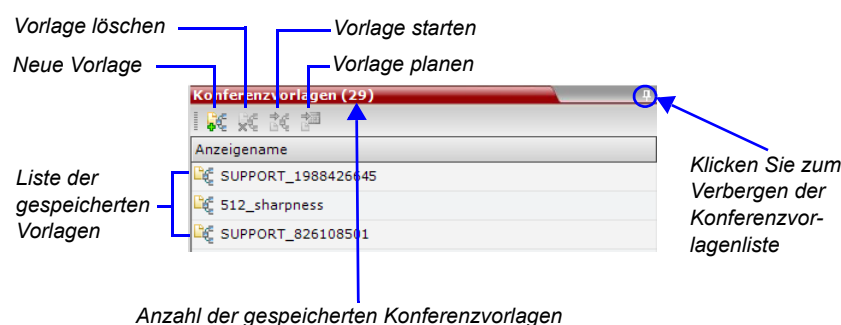 Vorlage löschen
Vorlage starten
Neue Vorlage
Vorlage planen
Konferenzvorlagen (29)
Anzeigename
SUPPORT_1988426645
512_sharpness
SUPPORT_826108501
Liste der
gespeicherten
Vorlagen
Klicken Sie zum
Verbergen der
Konferenzvor-
lagenliste
Anzahl der gespeicherten Konferenzvorlagen